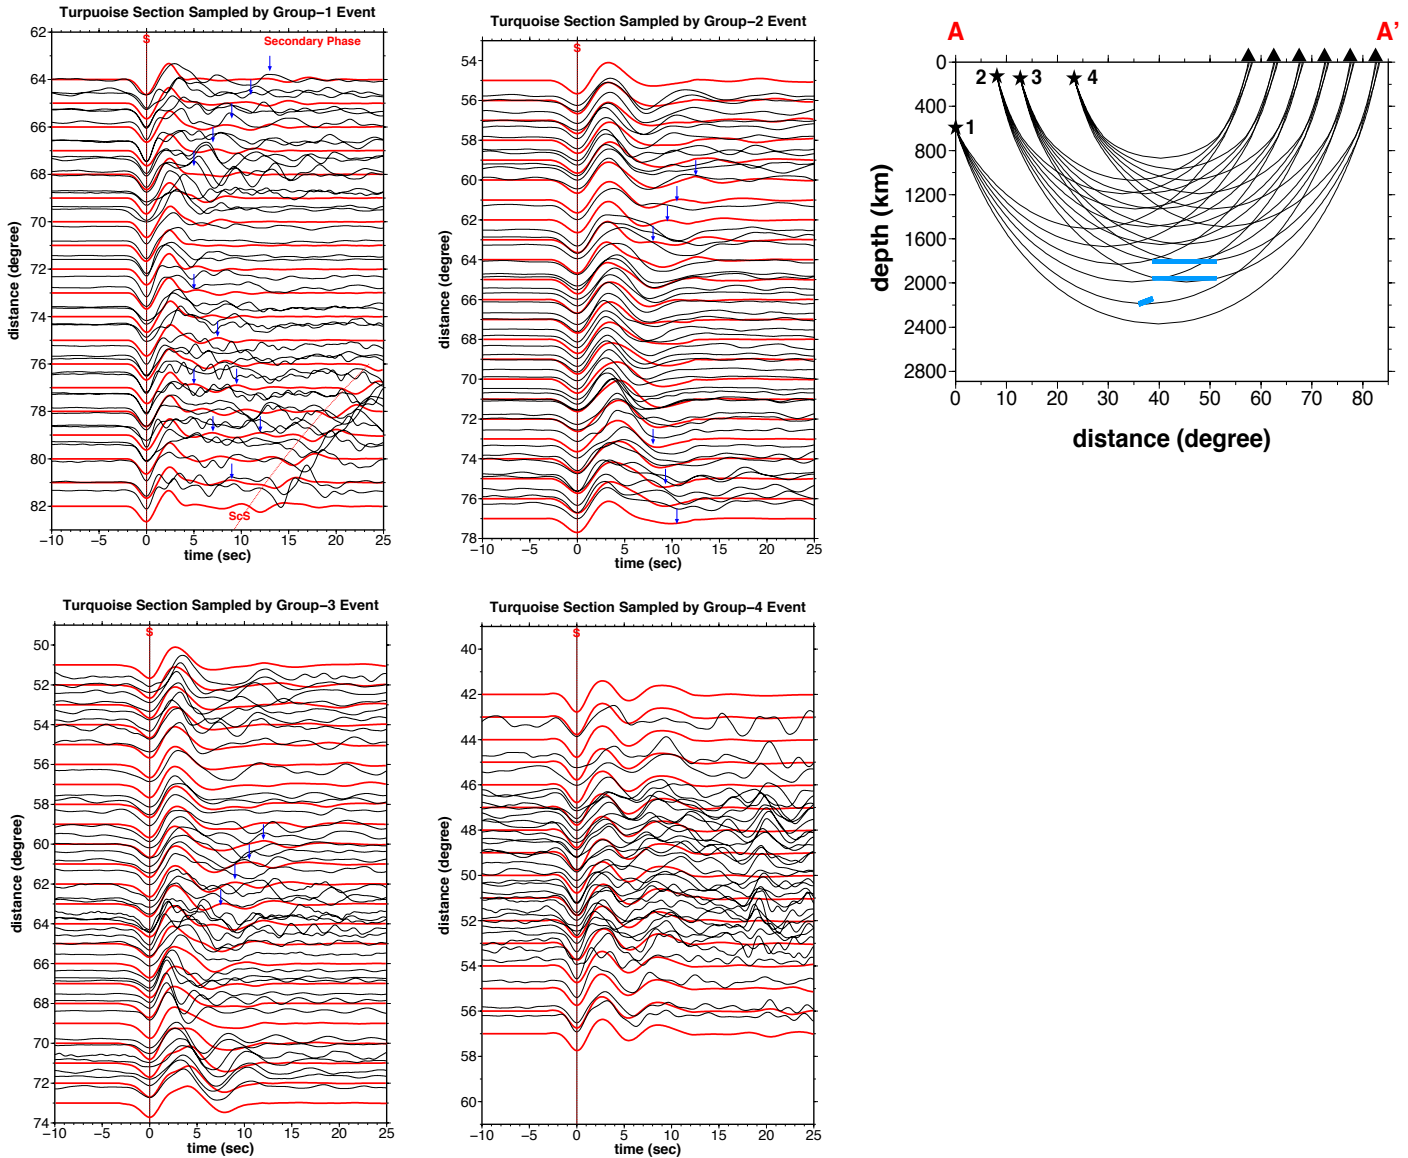 Turquoise Section Sampled by Group-1 Event
S
Secondary Phase
ScS
62
64
66
68
70
72
74
76
78
80
82
distance (degree)
−10 −5 0 5 10 15 20 25
time (sec)
Turquoise Section Sampled by Group-2 Event
S
54
56
58
60
62
64
66
68
70
72
74
76
78
distance (degree)
−10 −5 0 5 10 15 20 25
time (sec)
A A'
0
400
800
1200
1600
2000
2400
2800
depth (km)
2 3 4
1
0 10 20 30 40 50 60 70 80
distance (degree)
Turquoise Section Sampled by Group-3 Event
S
50
52
54
56
58
60
62
64
66
68
70
72
74
distance (degree)
−10 −5 0 5 10 15 20 25
time (sec)
Turquoise Section Sampled by Group-4 Event
S
40
42
44
46
48
50
52
54
56
58
60
distance (degree)
−10 −5 0 5 10 15 20 25
time (sec)